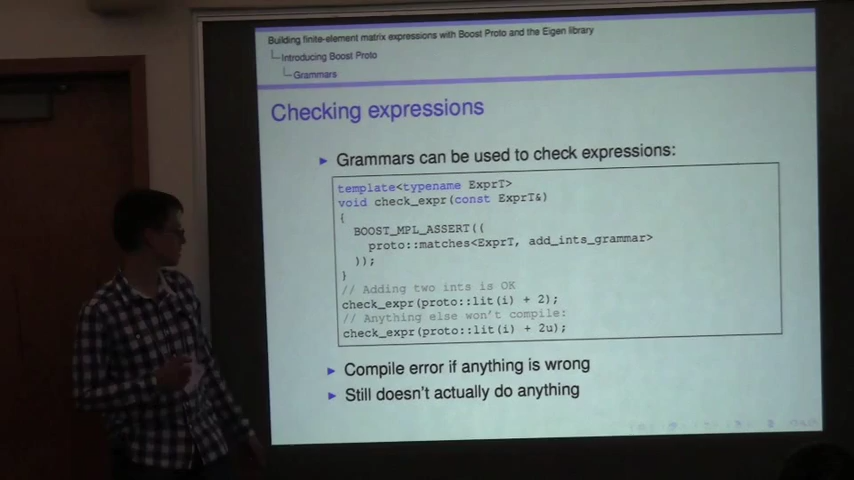 Building finite-element matrix expressions with Boost Proto and the Eigen library
Introducing Boost Proto
Grammars
Checking expressions
Grammars can be used to check expressions:
template<typename ExprT>
void check_expr(const ExprT&)
{
BOOST_MPL_ASSERT((
proto::matches<ExprT, add_ints_grammar>
));
}
// Adding two ints is OK
check_expr(proto::lit(i) + 2);
// Anything else won't compile:
check_expr(proto::lit(i) + 2u);
Compile error if anything is wrong
Still doesn't actually do anything